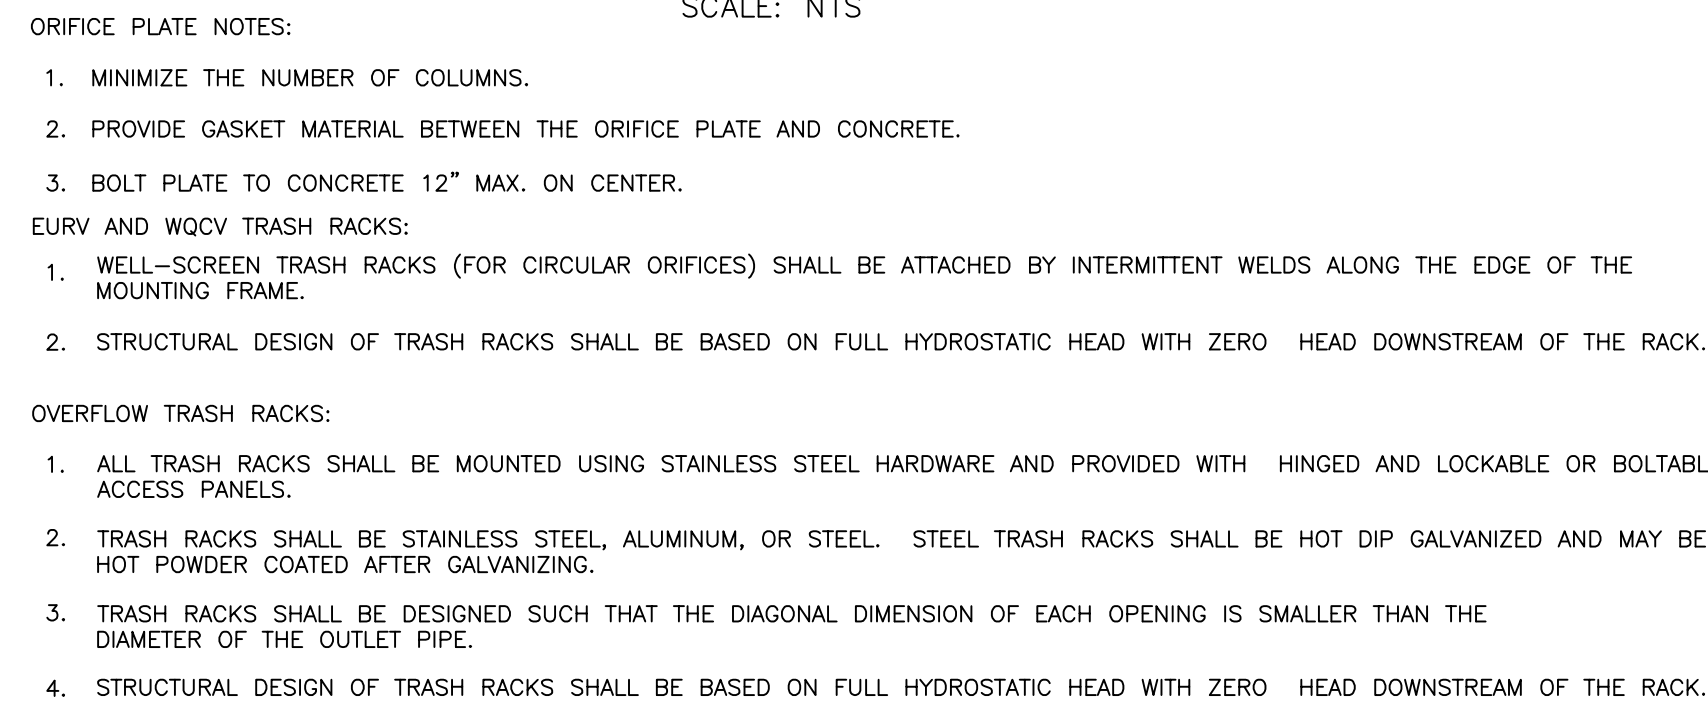 SCALE: NTS
ORIFICE PLATE NOTES:
1. MINIMIZE THE NUMBER OF COLUMNS.
2. PROVIDE GASKET MATERIAL BETWEEN THE ORIFICE PLATE AND CONCRETE.
3. BOLT PLATE TO CONCRETE 12” MAX. ON CENTER.
EURV AND WQCV TRASH RACKS:
1. WELL–SCREEN TRASH RACKS (FOR CIRCULAR ORIFICES) SHALL BE ATTACHED BY INTERMITTENT WELDS ALONG THE EDGE OF THE
MOUNTING FRAME.
2. STRUCTURAL DESIGN OF TRASH RACKS SHALL BE BASED ON FULL HYDROSTATIC HEAD WITH ZERO HEAD DOWNSTREAM OF THE RACK.
OVERFLOW TRASH RACKS:
1. ALL TRASH RACKS SHALL BE MOUNTED USING STAINLESS STEEL HARDWARE AND PROVIDED WITH HINGED AND LOCKABLE OR BOLTABL
ACCESS PANELS.
2. TRASH RACKS SHALL BE STAINLESS STEEL, ALUMINUM, OR STEEL. STEEL TRASH RACKS SHALL BE HOT DIP GALVANIZED AND MAY BE
HOT POWDER COATED AFTER GALVANIZING.
3. TRASH RACKS SHALL BE DESIGNED SUCH THAT THE DIAGONAL DIMENSION OF EACH OPENING IS SMALLER THAN THE
DIAMETER OF THE OUTLET PIPE.
4. STRUCTURAL DESIGN OF TRASH RACKS SHALL BE BASED ON FULL HYDROSTATIC HEAD WITH ZERO HEAD DOWNSTREAM OF THE RACK.